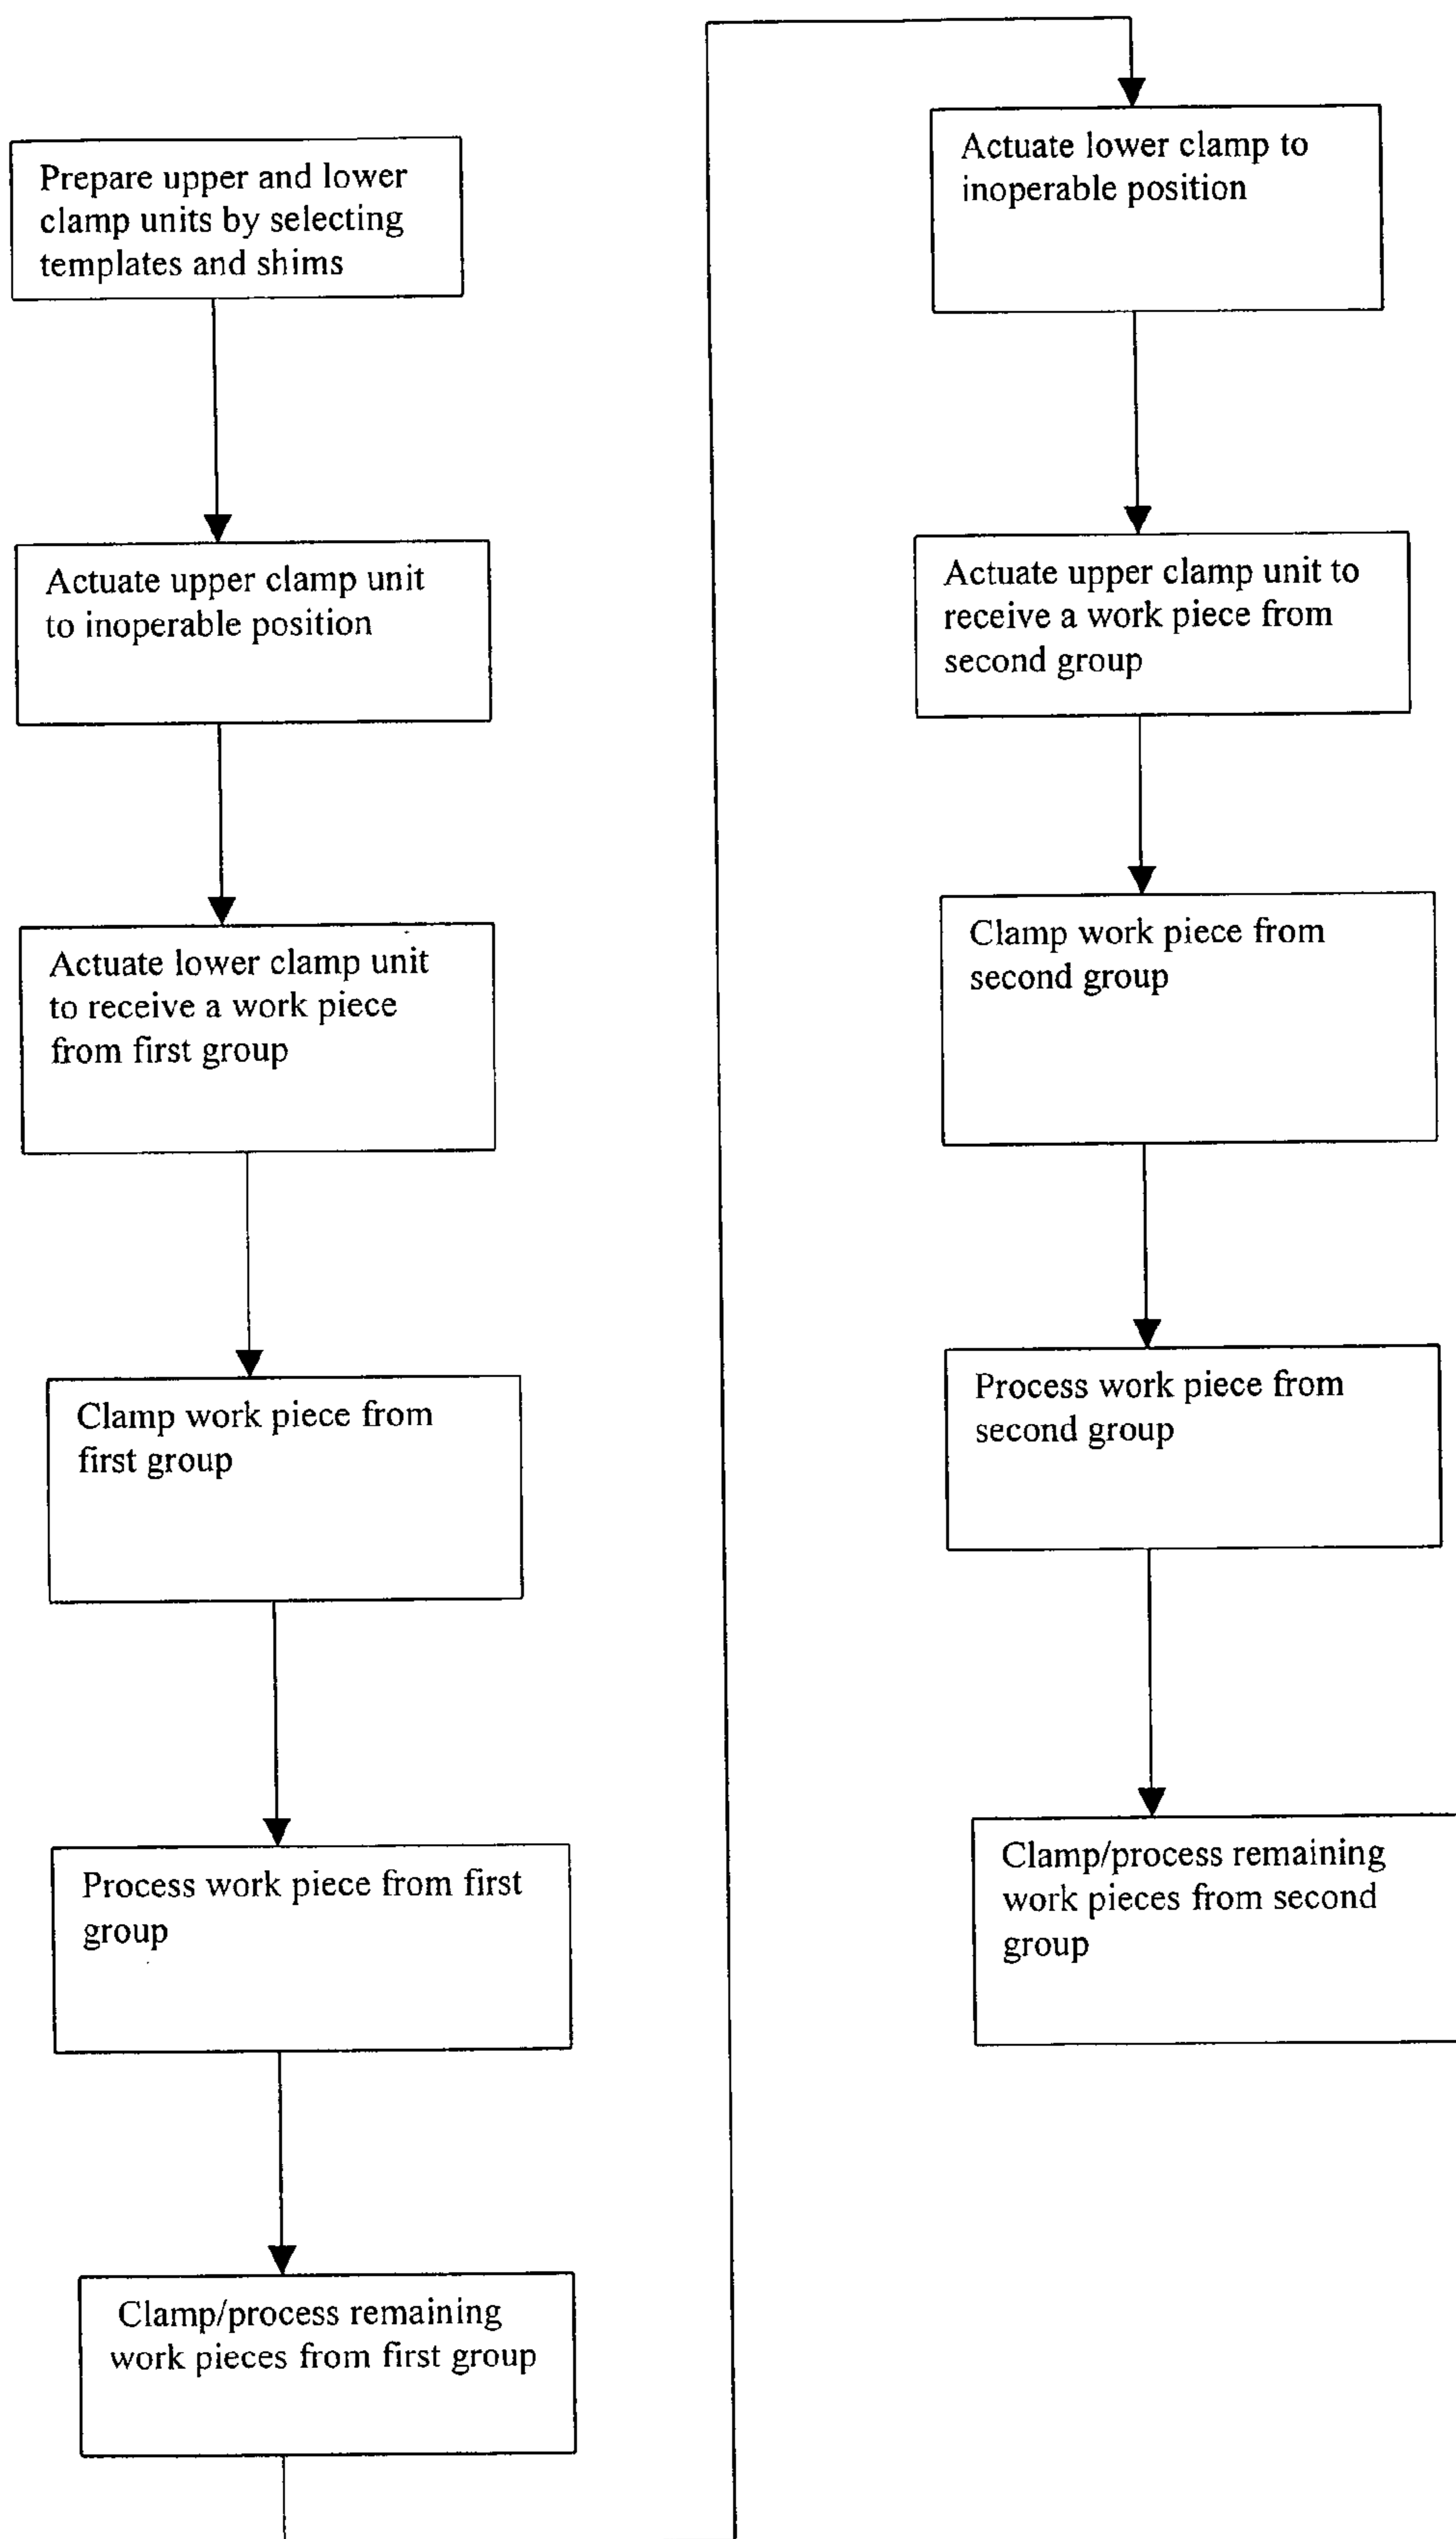 Prepare upper and lower
clamp units by selecting
templates and shims
Actuate upper clamp unit
to inoperable position
Actuate lower clamp unit
to receive a work piece
from first group
Clamp work piece from
first group
Process work piece from first
group
Clamp/process remaining
work pieces from first group
Actuate lower clamp to
inoperable position
Actuate upper clamp unit to
receive a work piece from
second group
Clamp work piece from
second group
Process work piece from
second group
Clamp/process remaining
work pieces from second
group